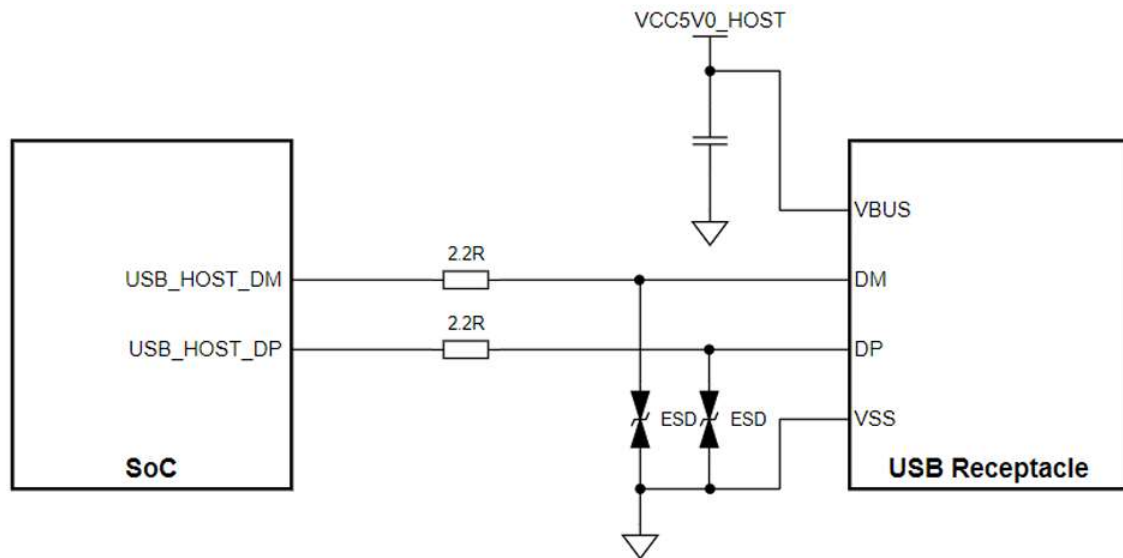 VCC5V0_HOST
VBUS
2.2R
USB_HOST_DM
DM
2.2R
USB_HOST_DP
DP
ESD
ESD
VSS
SoC
USB Receptacle